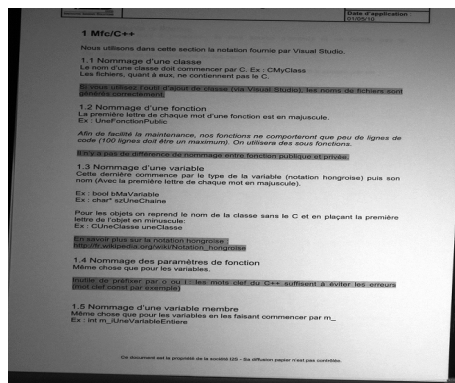 Date d'application :
01/05/10
1 Mfc/C++
Nous utilisons dans cette section la notation fournie par Visual Studio.
1.1 Nommage d'une classe
Le nom d'une classe doit commencer par C. Ex : CMyClass
Les fichiers, quant à eux, ne contiennent pas le C.
Si vous utilisez l'outil d'ajout de classe (via Visual Studio), les noms de fichiers sont
générés correctement.
1.2 Nommage d'une fonction
La première lettre de chaque mot d'une fonction est en majuscule.
Ex : UneFonctionPublic
Afin de facilité la maintenance, nos fonctions ne comporteront que peu de lignes de
code (100 lignes doit être un maximum). On utilisera des sous fonctions.
Il n'y a pas de différence de nommage entre fonction publique et privée.
1.3 Nommage d'une variable
Cette dernière commence par le type de la variable (notation hongroise) puis son
nom (Avec la première lettre de chaque mot en majuscule).
Ex : bool bMaVariable
Ex : char* szUneChaine
Pour les objets on reprend le nom de la classe sans le C et en plaçant la première
lettre de l'objet en minuscule:
Ex : CUneClasse uneClasse
En savoir plus sur la notation hongroise :
http://fr.wikipedia.org/wiki/Notation_hongroise
1.4 Nommage des paramètres de fonction
Même chose que pour les variables.
Inutile de préfixer par o ou i : les mots clef du C++ suffisent à éviter les erreurs
(mot clef const par exemple)
1.5 Nommage d'une variable membre
Même chose que pour les variables en les faisant commencer par m_
Ex : int m_iUneVariableEntiere
Ce document est la propriété de la société I2S - Sa diffusion papier n'est pas contrôlée.